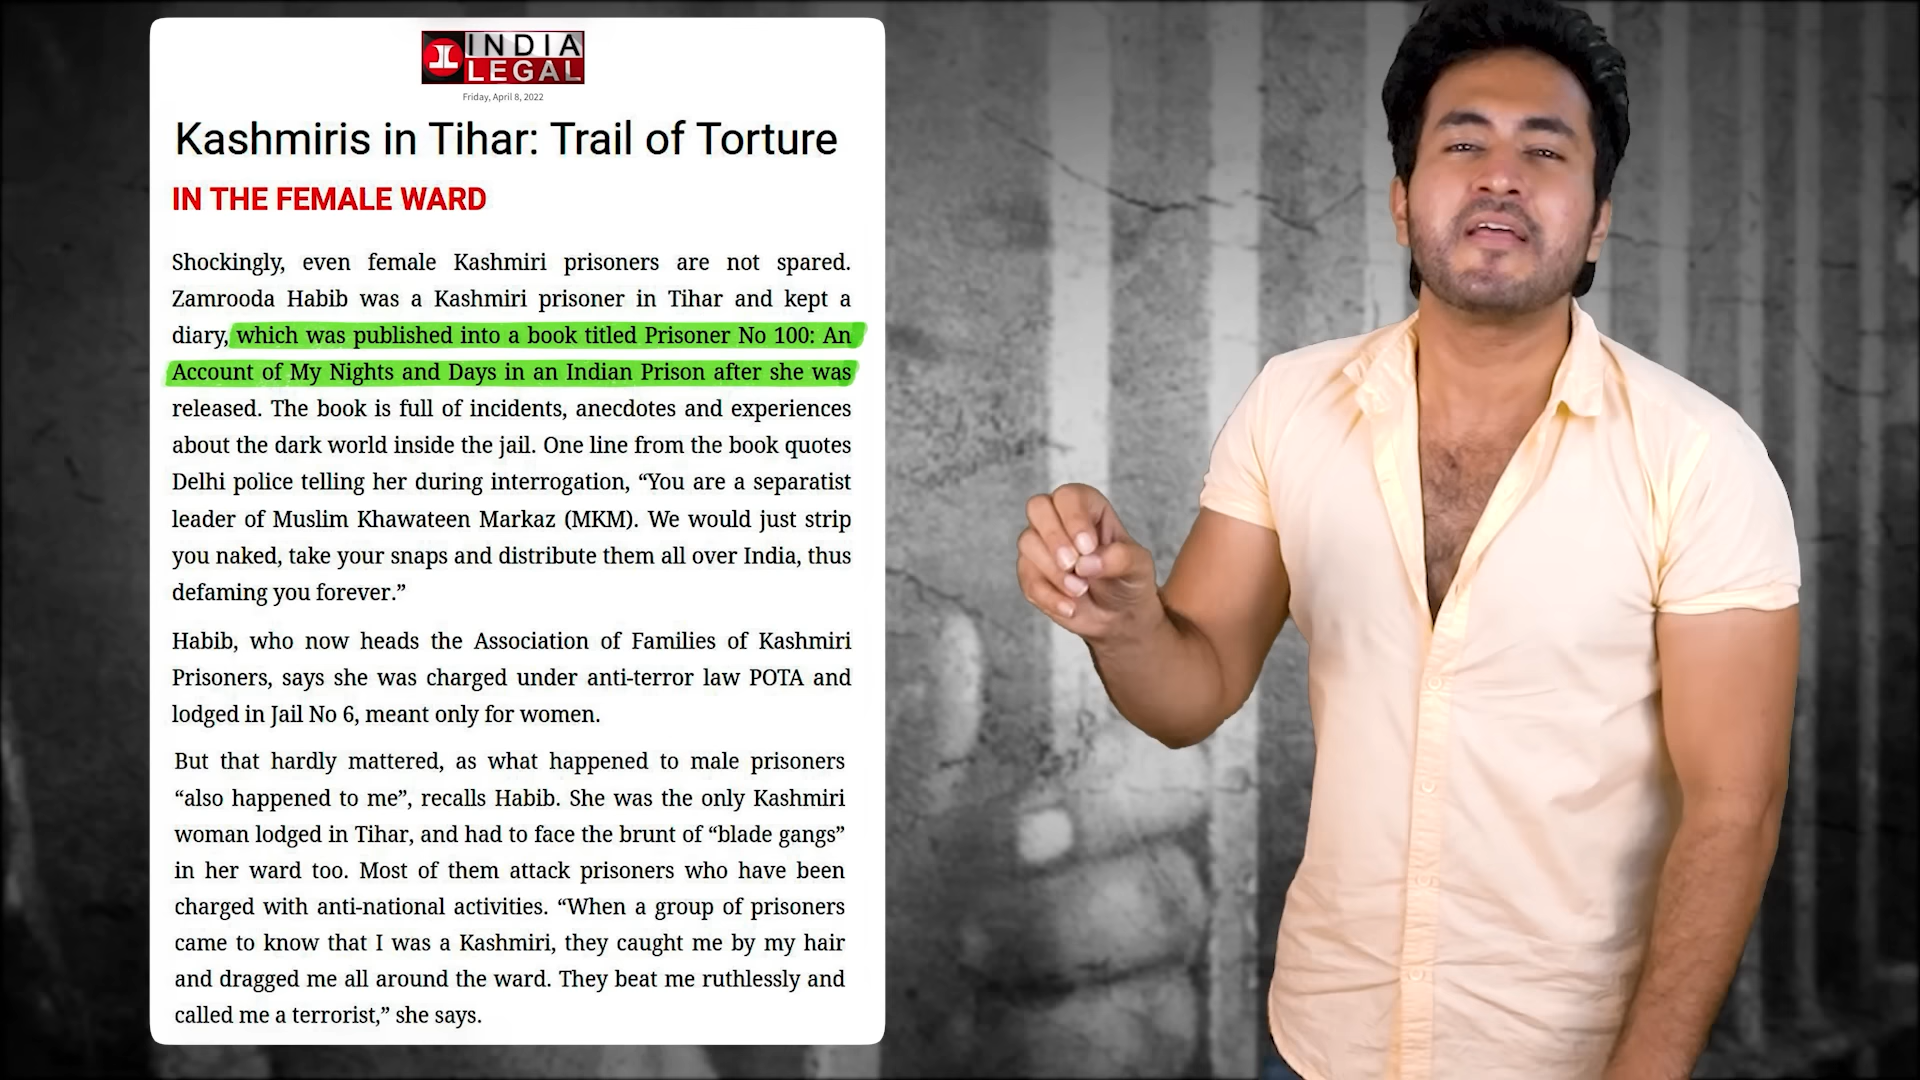 INDIA
LEGAL
Friday, April 8, 2022
Kashmiris in Tihar: Trail of Torture
IN THE FEMALE WARD
Shockingly, even female Kashmiri prisoners are not spared.
Zamrooda Habib was a Kashmiri prisoner in Tihar and kept a
diary, which was published into a book titled Prisoner No 100: An
Account of My Nights and Days in an Indian Prison after she was
released. The book is full of incidents, anecdotes and experiences
about the dark world inside the jail. One line from the book quotes
Delhi police telling her during interrogation, “You are a separatist
leader of Muslim Khawateen Markaz (MKM). We would just strip
you naked, take your snaps and distribute them all over India, thus
defaming you forever.”
Habib, who now heads the Association of Families of Kashmiri
Prisoners, says she was charged under anti-terror law POTA and
lodged in Jail No 6, meant only for women.
But that hardly mattered, as what happened to male prisoners
“also happened to me”, recalls Habib. She was the only Kashmiri
woman lodged in Tihar, and had to face the brunt of “blade gangs”
in her ward too. Most of them attack prisoners who have been
charged with anti-national activities. “When a group of prisoners
came to know that I was a Kashmiri, they caught me by my hair
and dragged me all around the ward. They beat me ruthlessly and
called me a terrorist,” she says.